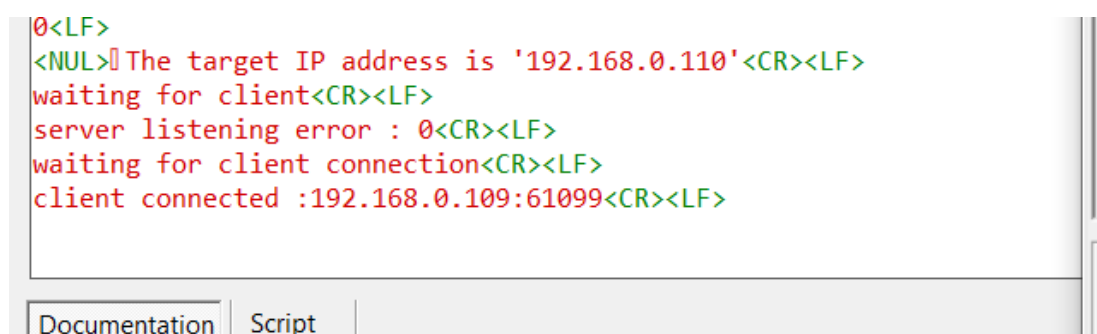 0<LF>
<NUL>▯The target IP address is '192.168.0.110'<CR><LF>
waiting for client<CR><LF>
server listening error : 0<CR><LF>
waiting for client connection<CR><LF>
client connected :192.168.0.109:61099<CR><LF>
Documentation Script